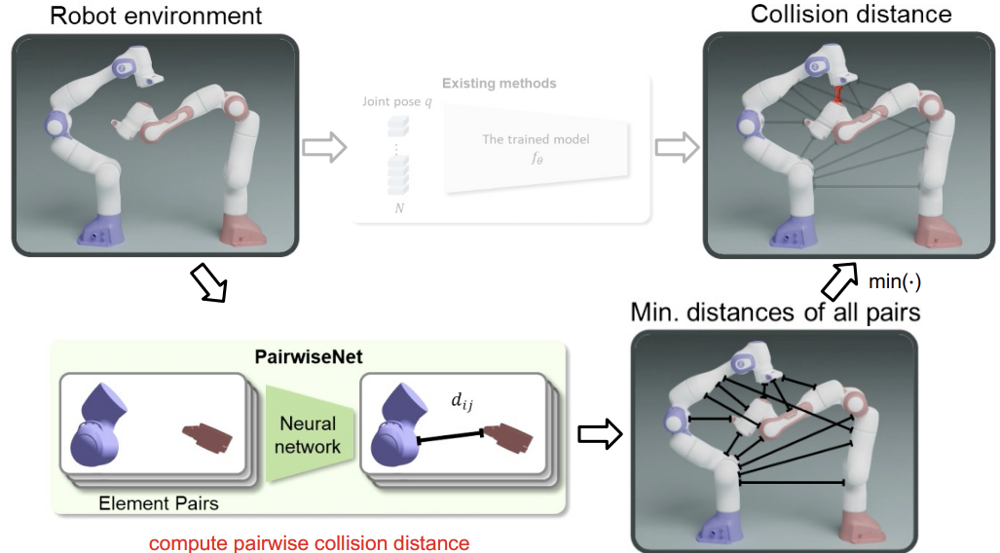 Robot environment
Collision distance
Existing methods
Joint pose q
The trained model
f_θ
⋮
N
min(·)
Min. distances of all pairs
PairwiseNet
d_ij
Neural
network
Element Pairs
compute pairwise collision distance